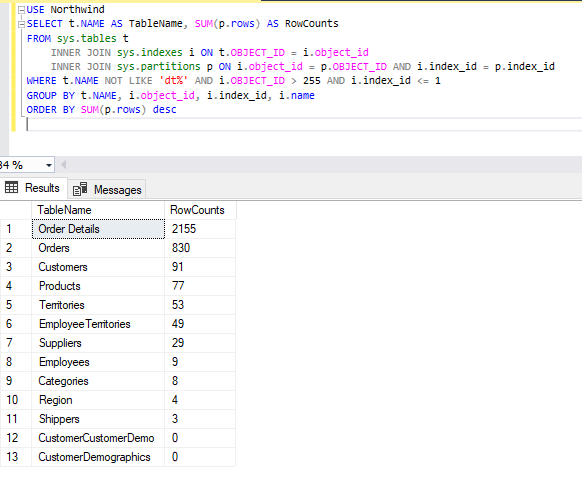 USE Northwind
SELECT t.NAME AS TableName, SUM(p.rows) AS RowCounts
FROM sys.tables t
INNER JOIN sys.indexes i ON t.OBJECT_ID = i.object_id
INNER JOIN sys.partitions p ON i.object_id = p.OBJECT_ID AND i.index_id = p.index_id
WHERE t.NAME NOT LIKE 'dt%' AND i.OBJECT_ID > 255 AND i.index_id <= 1
GROUP BY t.NAME, i.object_id, i.index_id, i.name
ORDER BY SUM(p.rows) desc
34 %
Results Messages
TableName RowCounts
1 Order Details 2155
2 Orders 830
3 Customers 91
4 Products 77
5 Territories 53
6 EmployeeTerritories 49
7 Suppliers 29
8 Employees 9
9 Categories 8
10 Region 4
11 Shippers 3
12 CustomerCustomerDemo 0
13 CustomerDemographics 0